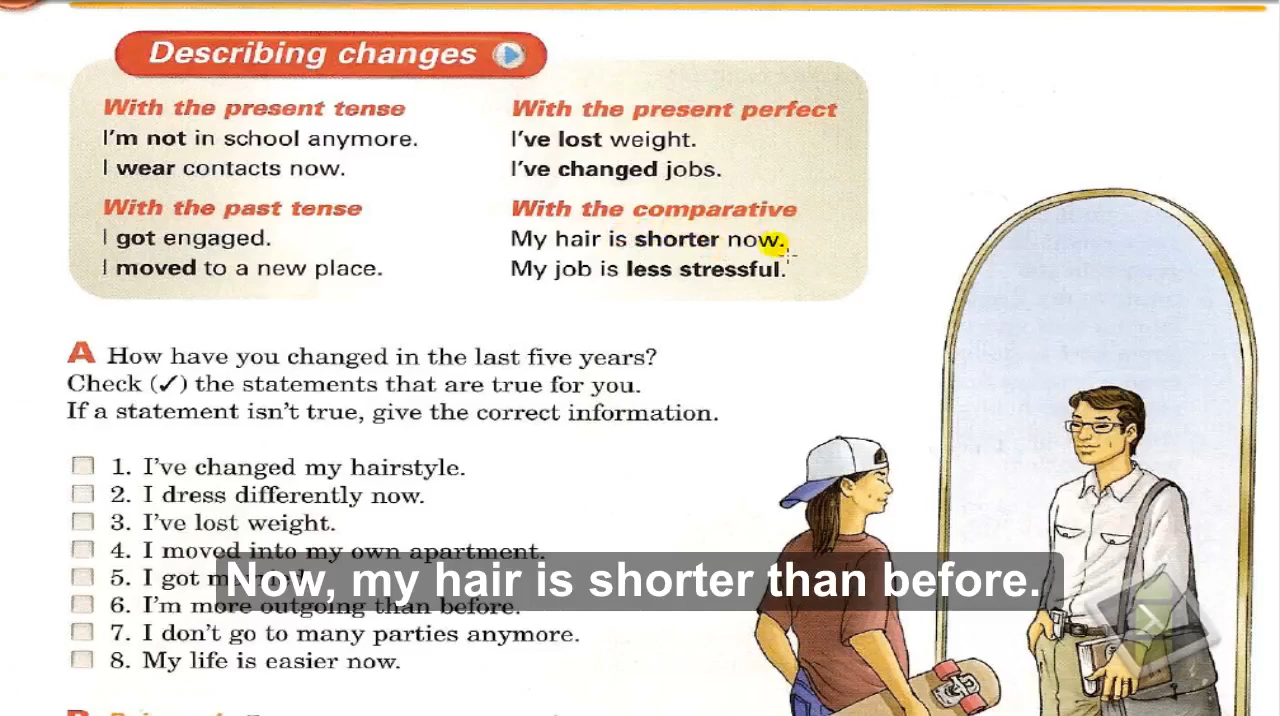 Describing changes
With the present tense
I'm not in school anymore.
I wear contacts now.
With the past tense
I got engaged.
I moved to a new place.
With the present perfect
I've lost weight.
I've changed jobs.
With the comparative
My hair is shorter now.
My job is less stressful.
A How have you changed in the last five years?
Check (✓) the statements that are true for you.
If a statement isn't true, give the correct information.
1. I've changed my hairstyle.
2. I dress differently now.
3. I've lost weight.
4. I moved into my own apartment.
5. I got
6. I'm more outgoing than before.
7. I don't go to many parties anymore.
8. My life is easier now.
Now, my hair is shorter than before.